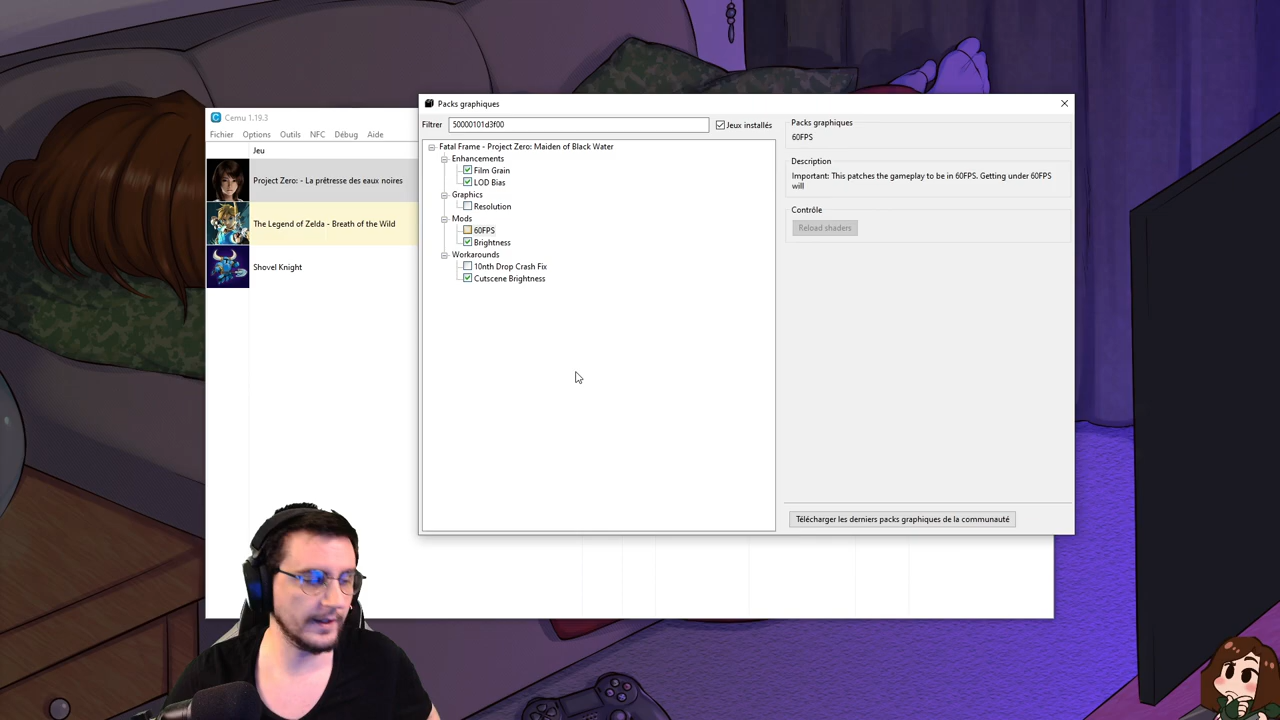 Cemu 1.19.3
Fichier Options Outils NFC Débug Aide
Jeu
Project Zero: - La prêtresse des eaux noires
The Legend of Zelda - Breath of the Wild
Shovel Knight
Packs graphiques
Filtrer 50000101d3f00 Jeux installés
Fatal Frame - Project Zero: Maiden of Black Water
Enhancements
Film Grain
LOD Bias
Graphics
Resolution
Mods
60FPS
Brightness
Workarounds
10nth Drop Crash Fix
Cutscene Brightness
Packs graphiques
60FPS
Description
Important: This patches the gameplay to be in 60FPS. Getting under 60FPS
will
Contrôle
Reload shaders
Télécharger les derniers packs graphiques de la communauté